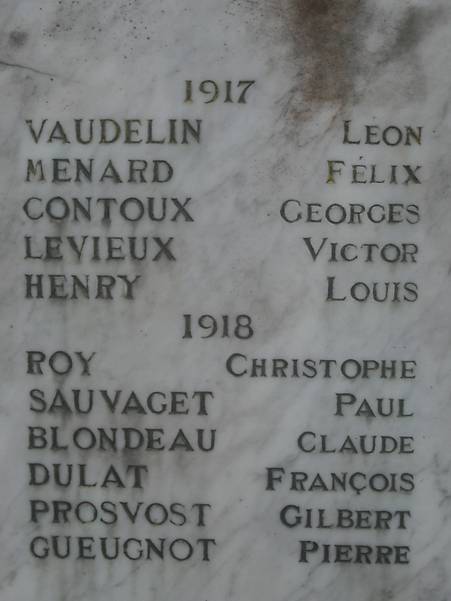 1917
VAUDELIN LEON
MENARD FÉLIX
CONTOUX GEORGES
LEVIEUX VICTOR
HENRY LOUIS
1918
ROY CHRISTOPHE
SAUVAGET PAUL
BLONDEAU CLAUDE
DULAT FRANÇOIS
PROSVOST GILBERT
GUEUGNOT PIERRE